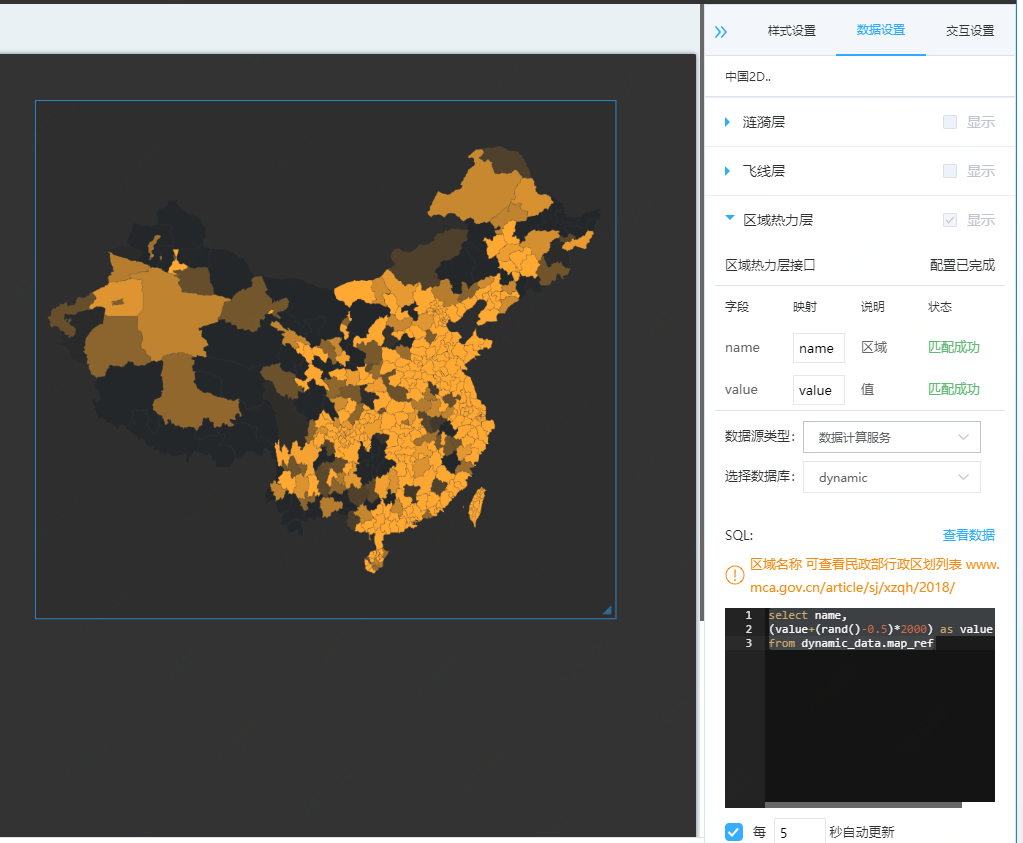 样式设置 数据设置 交互设置
中国2D..
涟漪层 显示
飞线层 显示
区域热力层 显示
区域热力层接口 配置已完成
字段 映射 说明 状态
name name 区域 匹配成功
value value 值 匹配成功
数据源类型: 数据计算服务
选择数据库: dynamic
SQL: 查看数据
区域名称 可查看民政部行政区划列表 www.
mca.gov.cn/article/sj/xzqh/2018/
1 select name,
2 (value+(rand()-0.5)*2000) as value
3 from dynamic_data.map_ref
每 5 秒自动更新